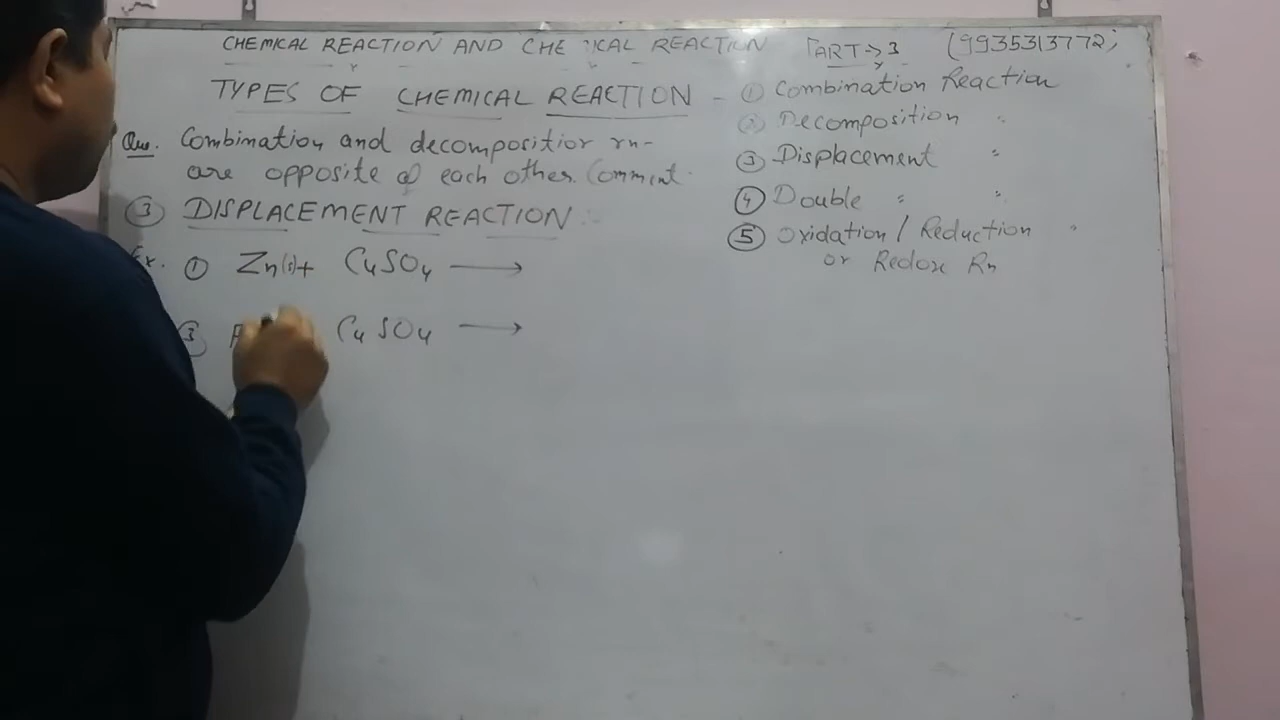 CHEMICAL REACTION AND CHE ICAL REACTION PART → 3 (9935313772)
TYPES OF CHEMICAL REACTION -
① Combination Reaction
② Decomposition "
③ Displacement "
④ Double " "
⑤ Oxidation / Reduction "
or Redox Rn
Que. Combination and decomposition rn-
are opposite of each other. Comment.
③ DISPLACEMENT REACTION :-
Ex. ① Zn(s) + CuSO4 ⟶
CuSO4 ⟶